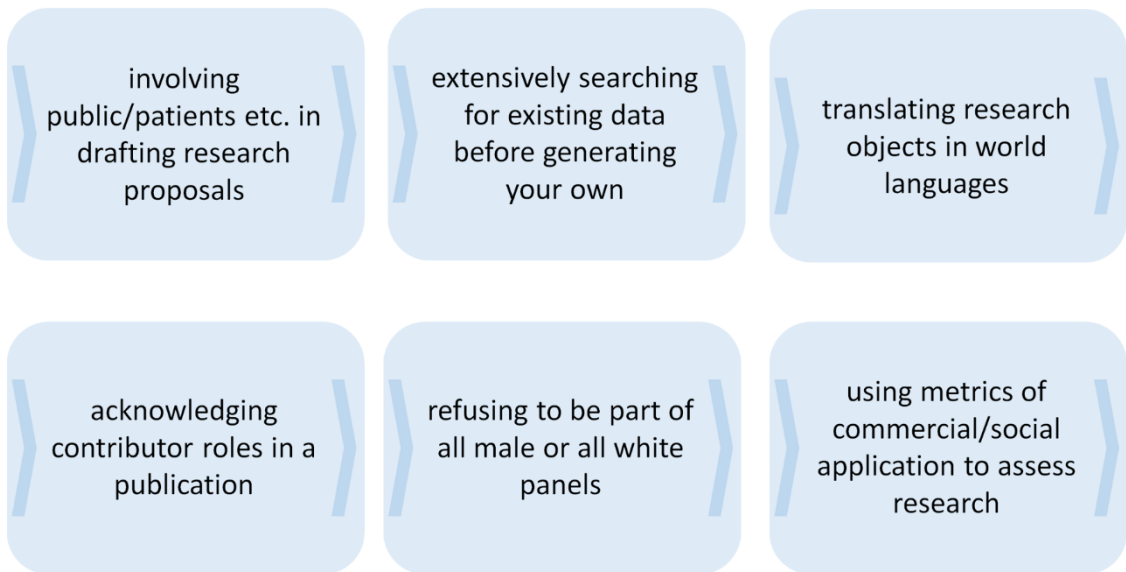 involving
public/patients etc. in
drafting research
proposals
extensively searching
for existing data
before generating
your own
translating research
objects in world
languages
acknowledging
contributor roles in a
publication
refusing to be part of
all male or all white
panels
using metrics of
commercial/social
application to assess
research